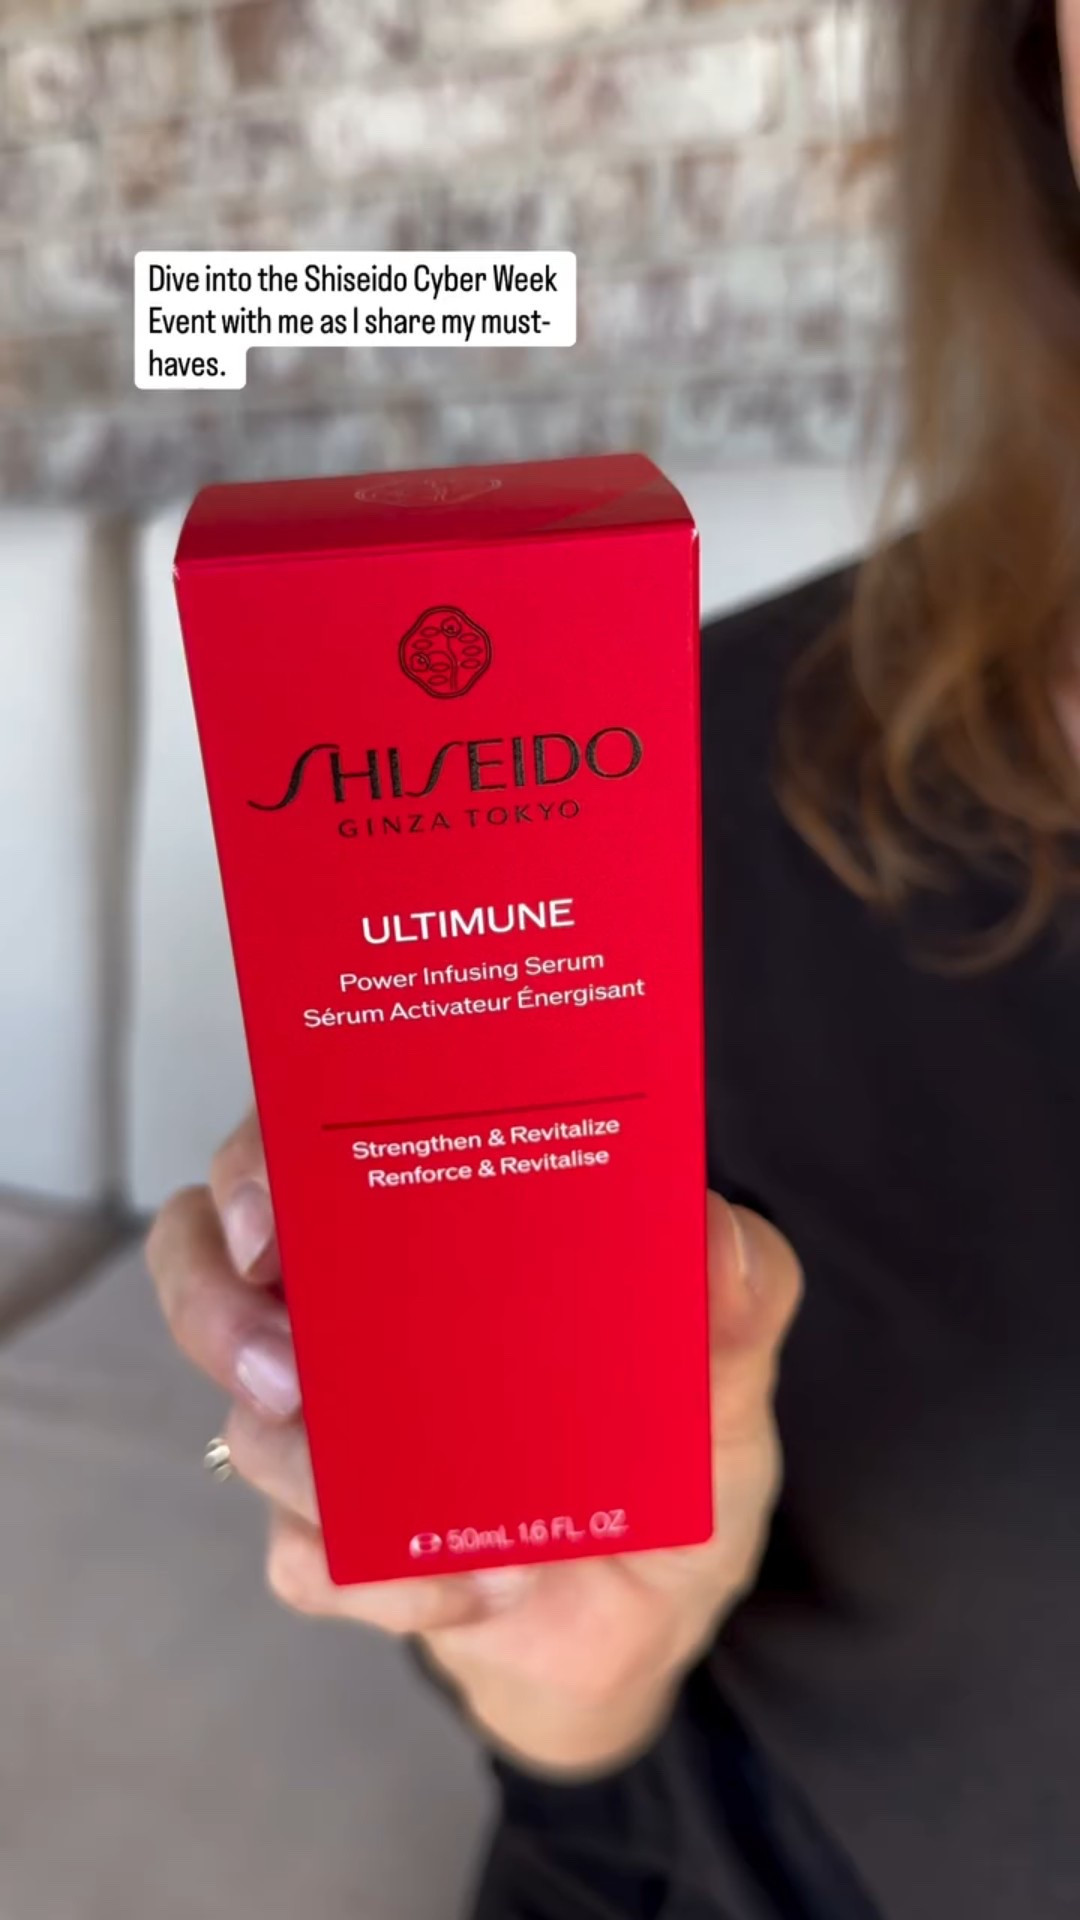 Dive into the Shiseido Cyber Week
Event with me as I share my must-
haves.
SHISEIDO
GINZA TOKYO
ULTIMUNE
Power Infusing Serum
Sérum Activateur Énergisant
Strengthen & Revitalize
Renforce & Revitalise
50mL 1.6 FL. OZ.